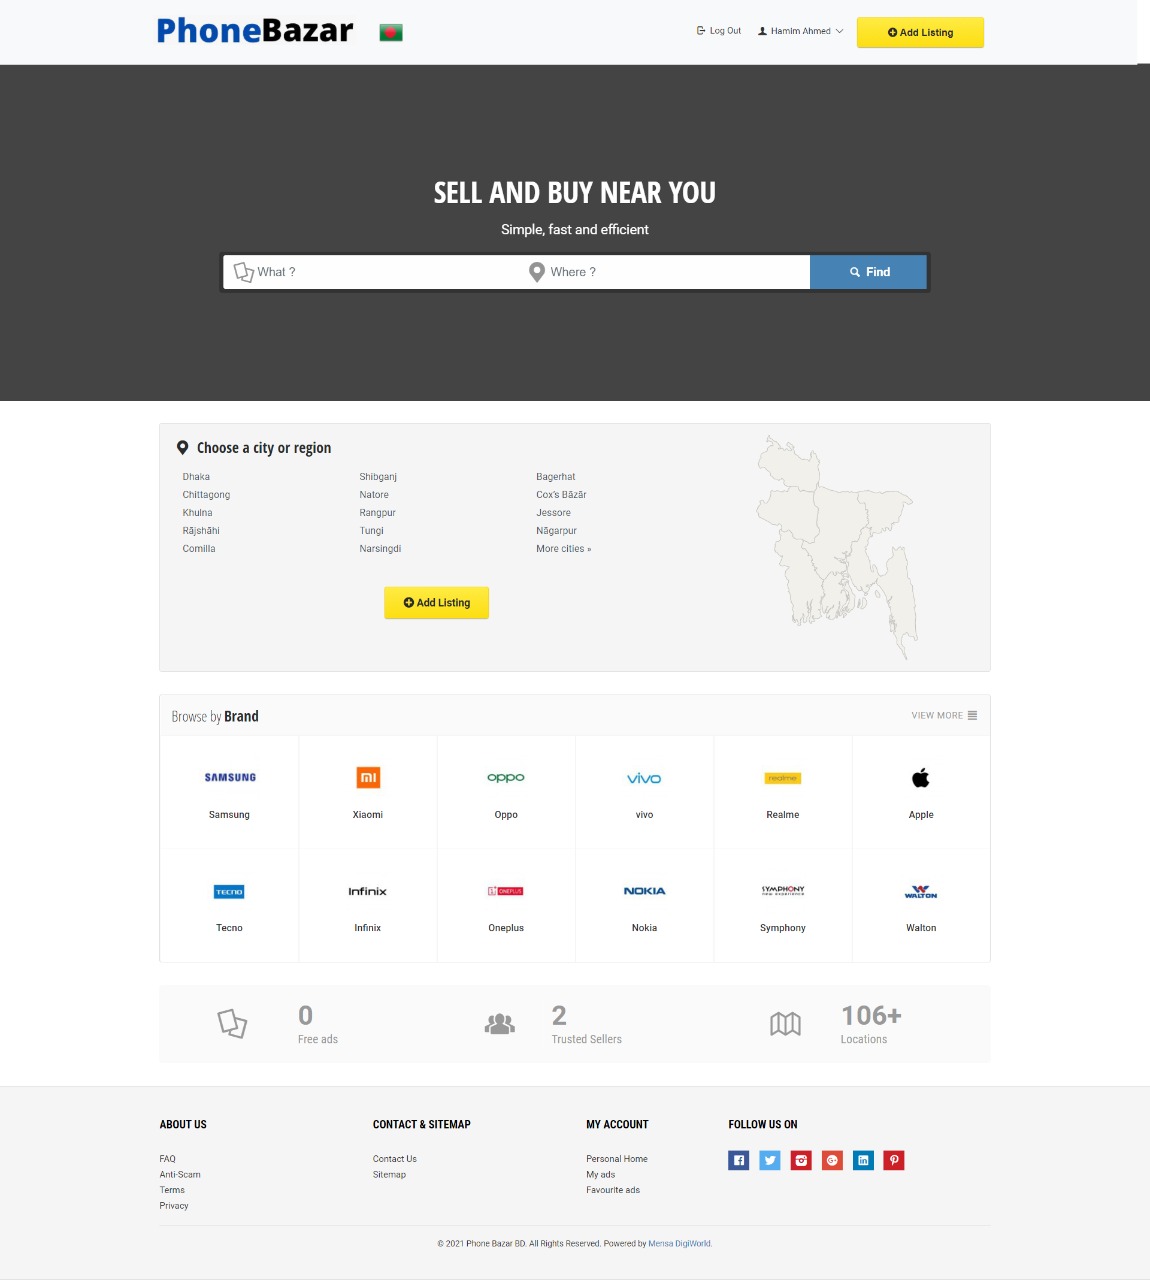 PhoneBazar
Log Out
Hamim Ahmed
Add Listing
SELL AND BUY NEAR YOU
Simple, fast and efficient
What ?
Where ?
Find
Choose a city or region
Dhaka
Shibganj
Bagerhat
Chittagong
Natore
Cox's Bāzār
Khulna
Rangpur
Jessore
Rājshāhi
Tungi
Nāgarpur
Comilla
Narsingdi
More cities »
Add Listing
Browse by Brand
VIEW MORE
SAMSUNG
mi
oppo
vivo
realme
Samsung
Xiaomi
Oppo
vivo
Realme
Apple
TECNO
Infinix
ONEPLUS
NOKIA
SYMPHONY
WALTON
Tecno
Infinix
Oneplus
Nokia
Symphony
Walton
0
Free ads
2
Trusted Sellers
106+
Locations
ABOUT US
FAQ
Anti-Scam
Terms
Privacy
CONTACT & SITEMAP
Contact Us
Sitemap
MY ACCOUNT
Personal Home
My ads
Favourite ads
FOLLOW US ON
© 2021 Phone Bazar BD. All Rights Reserved. Powered by Mensa DigiWorld.